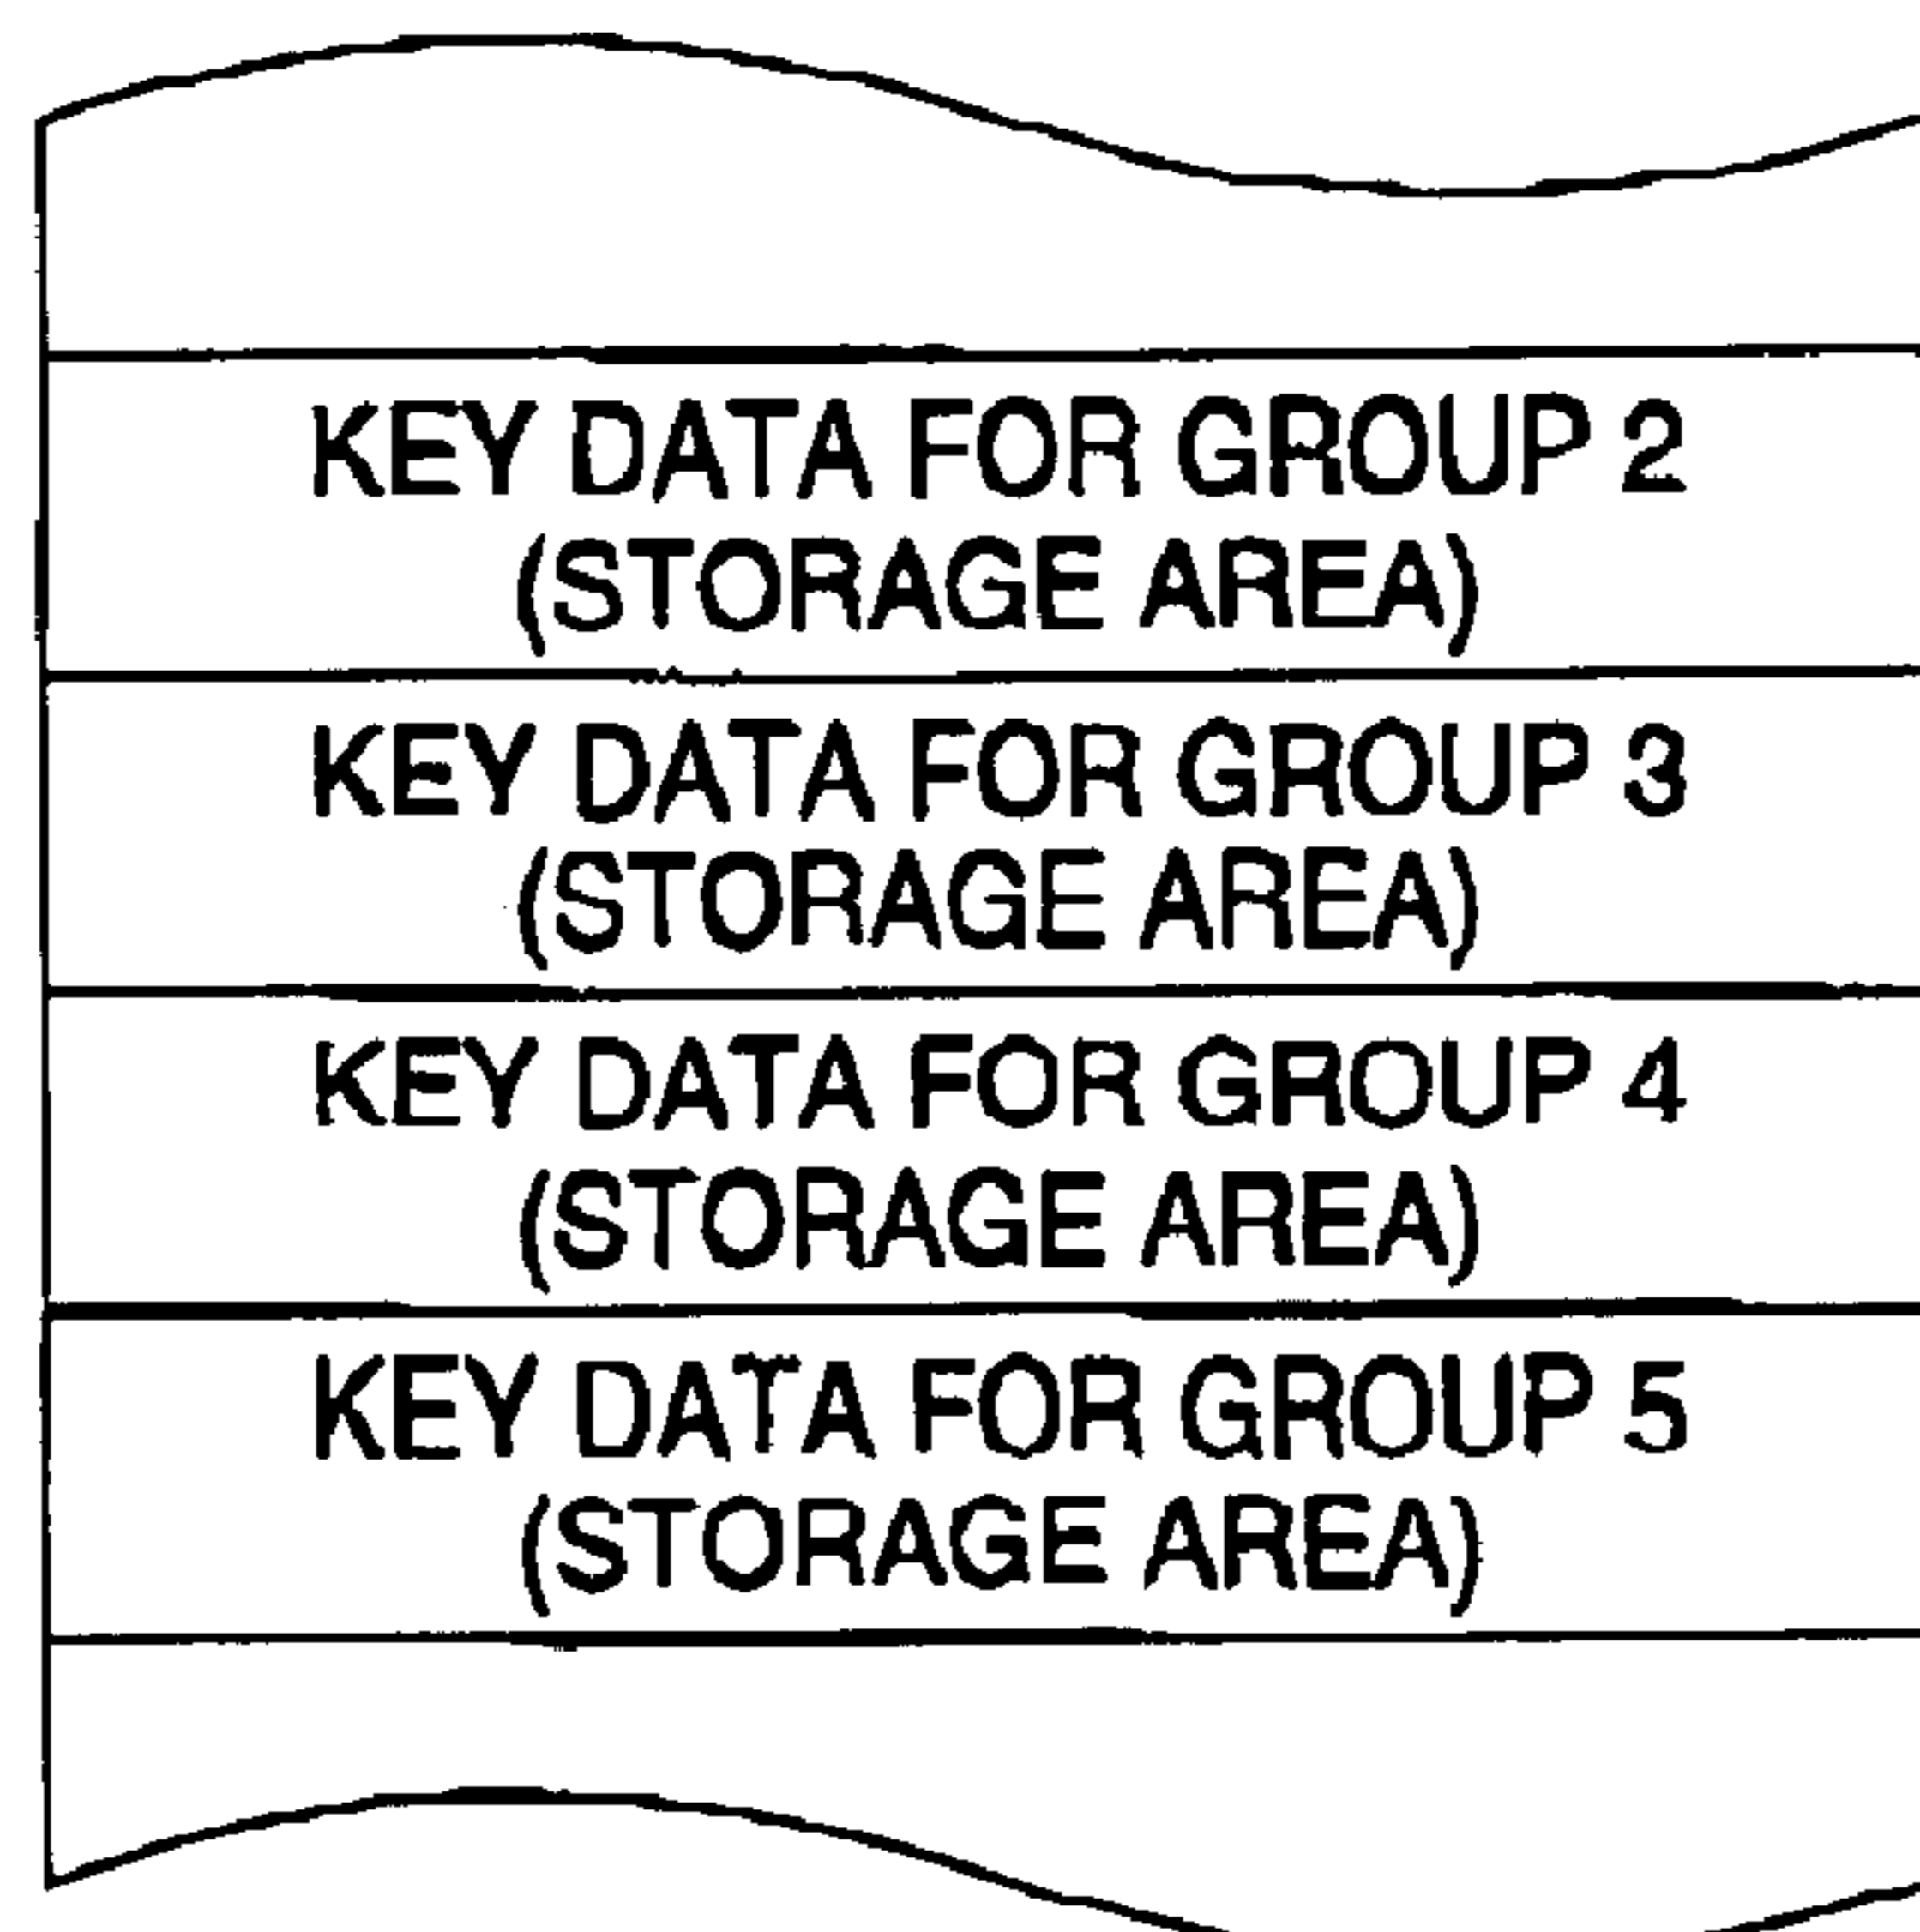 KEY DATA FOR GROUP 2
(STORAGE AREA)
KEY DATA FOR GROUP 3
(STORAGE AREA)
KEY DATA FOR GROUP 4
(STORAGE AREA)
KEY DATA FOR GROUP 5
(STORAGE AREA)